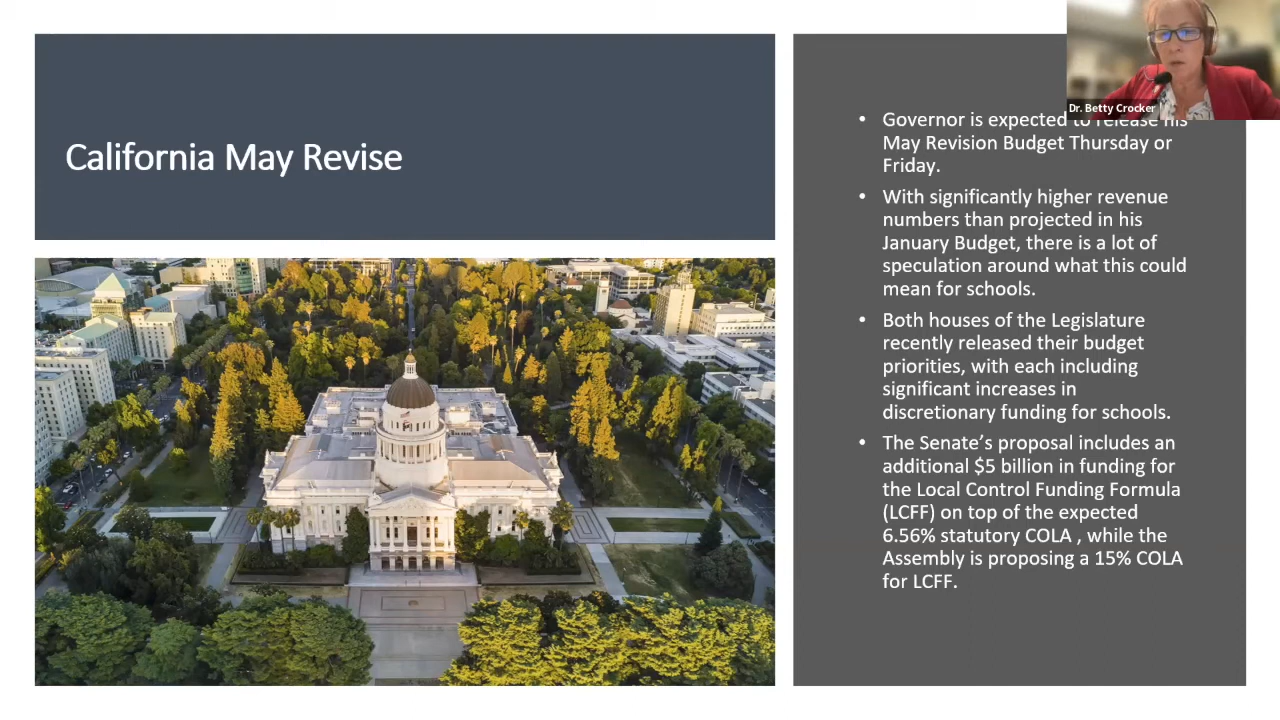 Dr. Betty Crocker
California May Revise
• Governor is expected to release his
May Revision Budget Thursday or
Friday.
• With significantly higher revenue
numbers than projected in his
January Budget, there is a lot of
speculation around what this could
mean for schools.
• Both houses of the Legislature
recently released their budget
priorities, with each including
significant increases in
discretionary funding for schools.
• The Senate’s proposal includes an
additional $5 billion in funding for
the Local Control Funding Formula
(LCFF) on top of the expected
6.56% statutory COLA , while the
Assembly is proposing a 15% COLA
for LCFF.